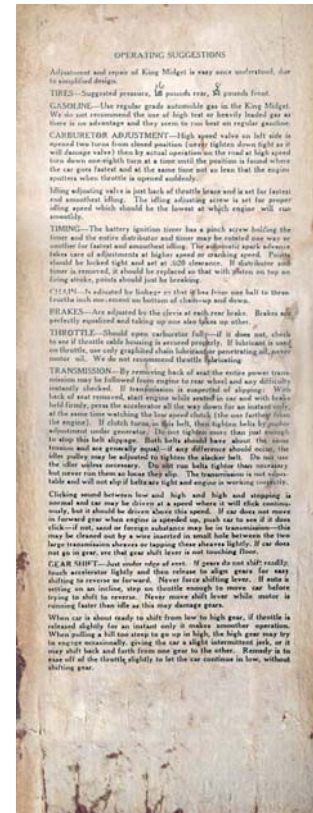 OPERATING SUGGESTIONS
Adjustment and repair of King Midget is easy once understood, due
to simplified design.
TIRES—Suggested pressure, pounds rear, pounds front.
GASOLINE—Use regular grade automobile gas in the King Midget.
We do not recommend the use of high test or heavily leaded gas as
there is no advantage and they seem to run best on regular gasoline.
CARBURETOR ADJUSTMENT—High speed valve on left side is
opened two turns from closed position (never tighten down tight as it
will damage valve) then by actual operation on the road at high speed
turn down one-eighth turn at a time until the position is found where
the car goes fastest and at the same time not so lean that the engine
sputters when throttle is opened suddenly.
Idling adjusting valve is just back of throttle brace and is set for fastest
and smoothest idling. The idling adjusting screw is set for proper
idling speed which should be the lowest at which engine will run
smoothly.
TIMING—The battery ignition timer has a pinch screw holding the
timer and the entire distributor and timer may be rotated one way or
another for fastest and smoothest idling. The automatic spark advance
takes care of adjustments at higher speed or cranking speed. Points
should be locked tight and set at .020 clearance. If distributor and
timer is removed, it should be replaced so that with piston on top on
firing stroke, points should just be breaking.
CHAIN—Is adjusted by linkage so that it has from one half to three-
fourths inch movement on bottom of chain—up and down.
BRAKES—Are adjusted by the clevis at each rear brake. Brakes are
perfectly equalized and taking up one also takes up other.
THROTTLE—Should open carburetor fully—if it does not, check
to see if throttle cable housing is secured properly. If lubricant is used
on throttle, use only graphited chain lubricant or penetrating oil, never
motor oil. We do not recommend throttle lubricating.
TRANSMISSION—By removing back of seat the entire power trans-
mission may be followed from engine to rear wheel and any difficulty
instantly checked. If transmission is suspected of slipping: With
back of seat removed, start engine while seated in car and with brake
held firmly, press the accelerator all the way down for an instant only,
at the same time watching the low speed clutch (the one farthest from
the engine). If clutch turns, in this belt, then tighten belts by
adjustment under generator. Do not tighten more than just enough
to stop this belt slippage. Both belts should have about the same
tension and are generally equal—if any difference should occur, the
idler pulley may be adjusted to tighten the slacker belt. Do not use
the idler unless necessary. Do not run belts tighter than necessary
but never run them so loose they slip. The transmission is not adjus-
table and will not slip if belts are tight and engine is working correctly.
Clicking sound between low and high and high and stopping is
normal and car may be driven at a speed where it will click continu-
ously, but it should be driven above this speed. If car does not move
in forward gear when engine is speeded up, push car to see if it does
click—if not, sand or foreign substance may be in transmission—this
may be cleaned out by a wire inserted in small hole between the two
large transmission sheaves or tapping these sheaves lightly. If car does
not go in gear, see that gear shift lever is not touching floor.
GEAR SHIFT—Just under edge of seat. If gears do not shift readily,
touch accelerator lightly and then release to align gears for easy
shifting to reverse or forward. Never force shifting lever. If auto is
setting on an incline, step on throttle enough to move car before
trying to shift to reverse. Never move shift lever while motor is
running faster than idle as this may damage gears.
When car is about ready to shift from low to high gear, if throttle is
released slightly for an instant only it makes smoother operation.
When pulling a hill too steep to go up in high, the high gear may try
to engage occasionally, giving the car a slight intermittent jerk, or it
may shift back and forth from one gear to the other. Remedy is to
ease off of the throttle slightly to let the car continue in low, without
shifting gear.